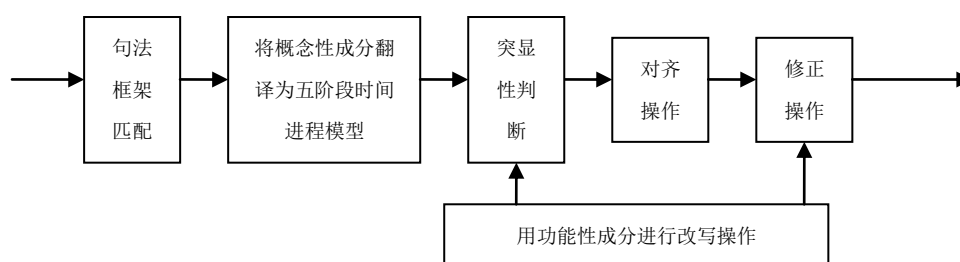 句法
框架
匹配
将概念性成分翻
译为五阶段时间
进程模型
突显
性判
断
对齐
操作
修正
操作
用功能性成分进行改写操作